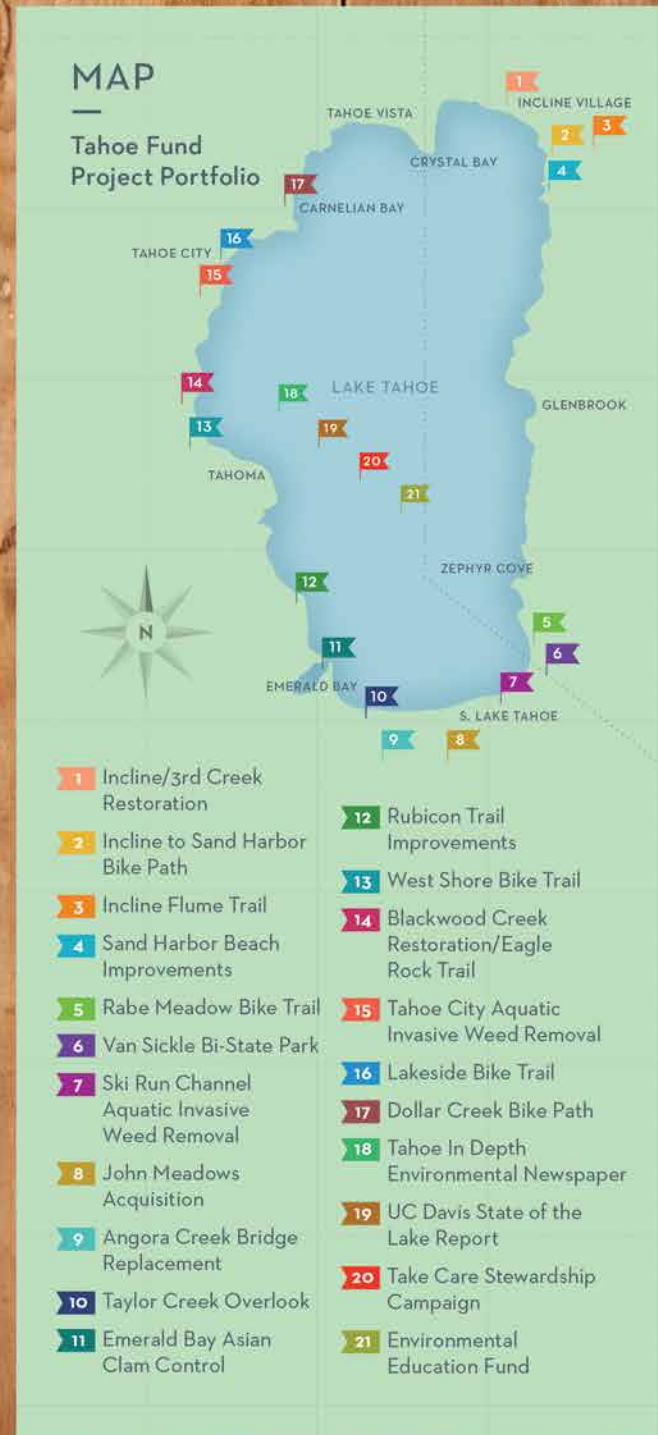 MAP
Tahoe Fund
Project Portfolio
1
INCLINE VILLAGE
TAHOE VISTA
2
3
CRYSTAL BAY
4
17
CARNELIAN BAY
16
TAHOE CITY
15
14
LAKE TAHOE
18
GLENBROOK
13
19
20
TAHOMA
21
ZEPHYR COVE
12
N
5
11
6
EMERALD BAY
7
10
S. LAKE TAHOE
9
8
1 Incline/3rd Creek
Restoration
2 Incline to Sand Harbor
Bike Path
3 Incline Flume Trail
4 Sand Harbor Beach
Improvements
5 Rabe Meadow Bike Trail
6 Van Sickle Bi-State Park
7 Ski Run Channel
Aquatic Invasive
Weed Removal
8 John Meadows
Acquisition
9 Angora Creek Bridge
Replacement
10 Taylor Creek Overlook
11 Emerald Bay Asian
Clam Control
12 Rubicon Trail
Improvements
13 West Shore Bike Trail
14 Blackwood Creek
Restoration/Eagle
Rock Trail
15 Tahoe City Aquatic
Invasive Weed Removal
16 Lakeside Bike Trail
17 Dollar Creek Bike Path
18 Tahoe In Depth
Environmental Newspaper
19 UC Davis State of the
Lake Report
20 Take Care Stewardship
Campaign
21 Environmental
Education Fund